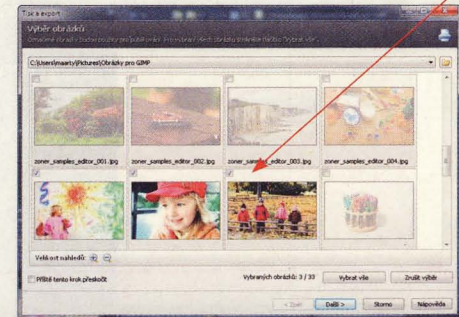 Tisk a export
Výběr obrázků
C:\Users\maarty\Pictures\Obrázky pro GIMP
zoner_samples_editor_001.jpg zoner_samples_editor_002.jpg zoner_samples_editor_003.jpg zoner_samples_editor_004.jpg
Velikost náhledů:
Příště tento krok přeskočit
Vybraných obrázků: 3 / 33
Vybrat vše
Zrušit výběr
< Zpět
Další >
Storno
Nápověda